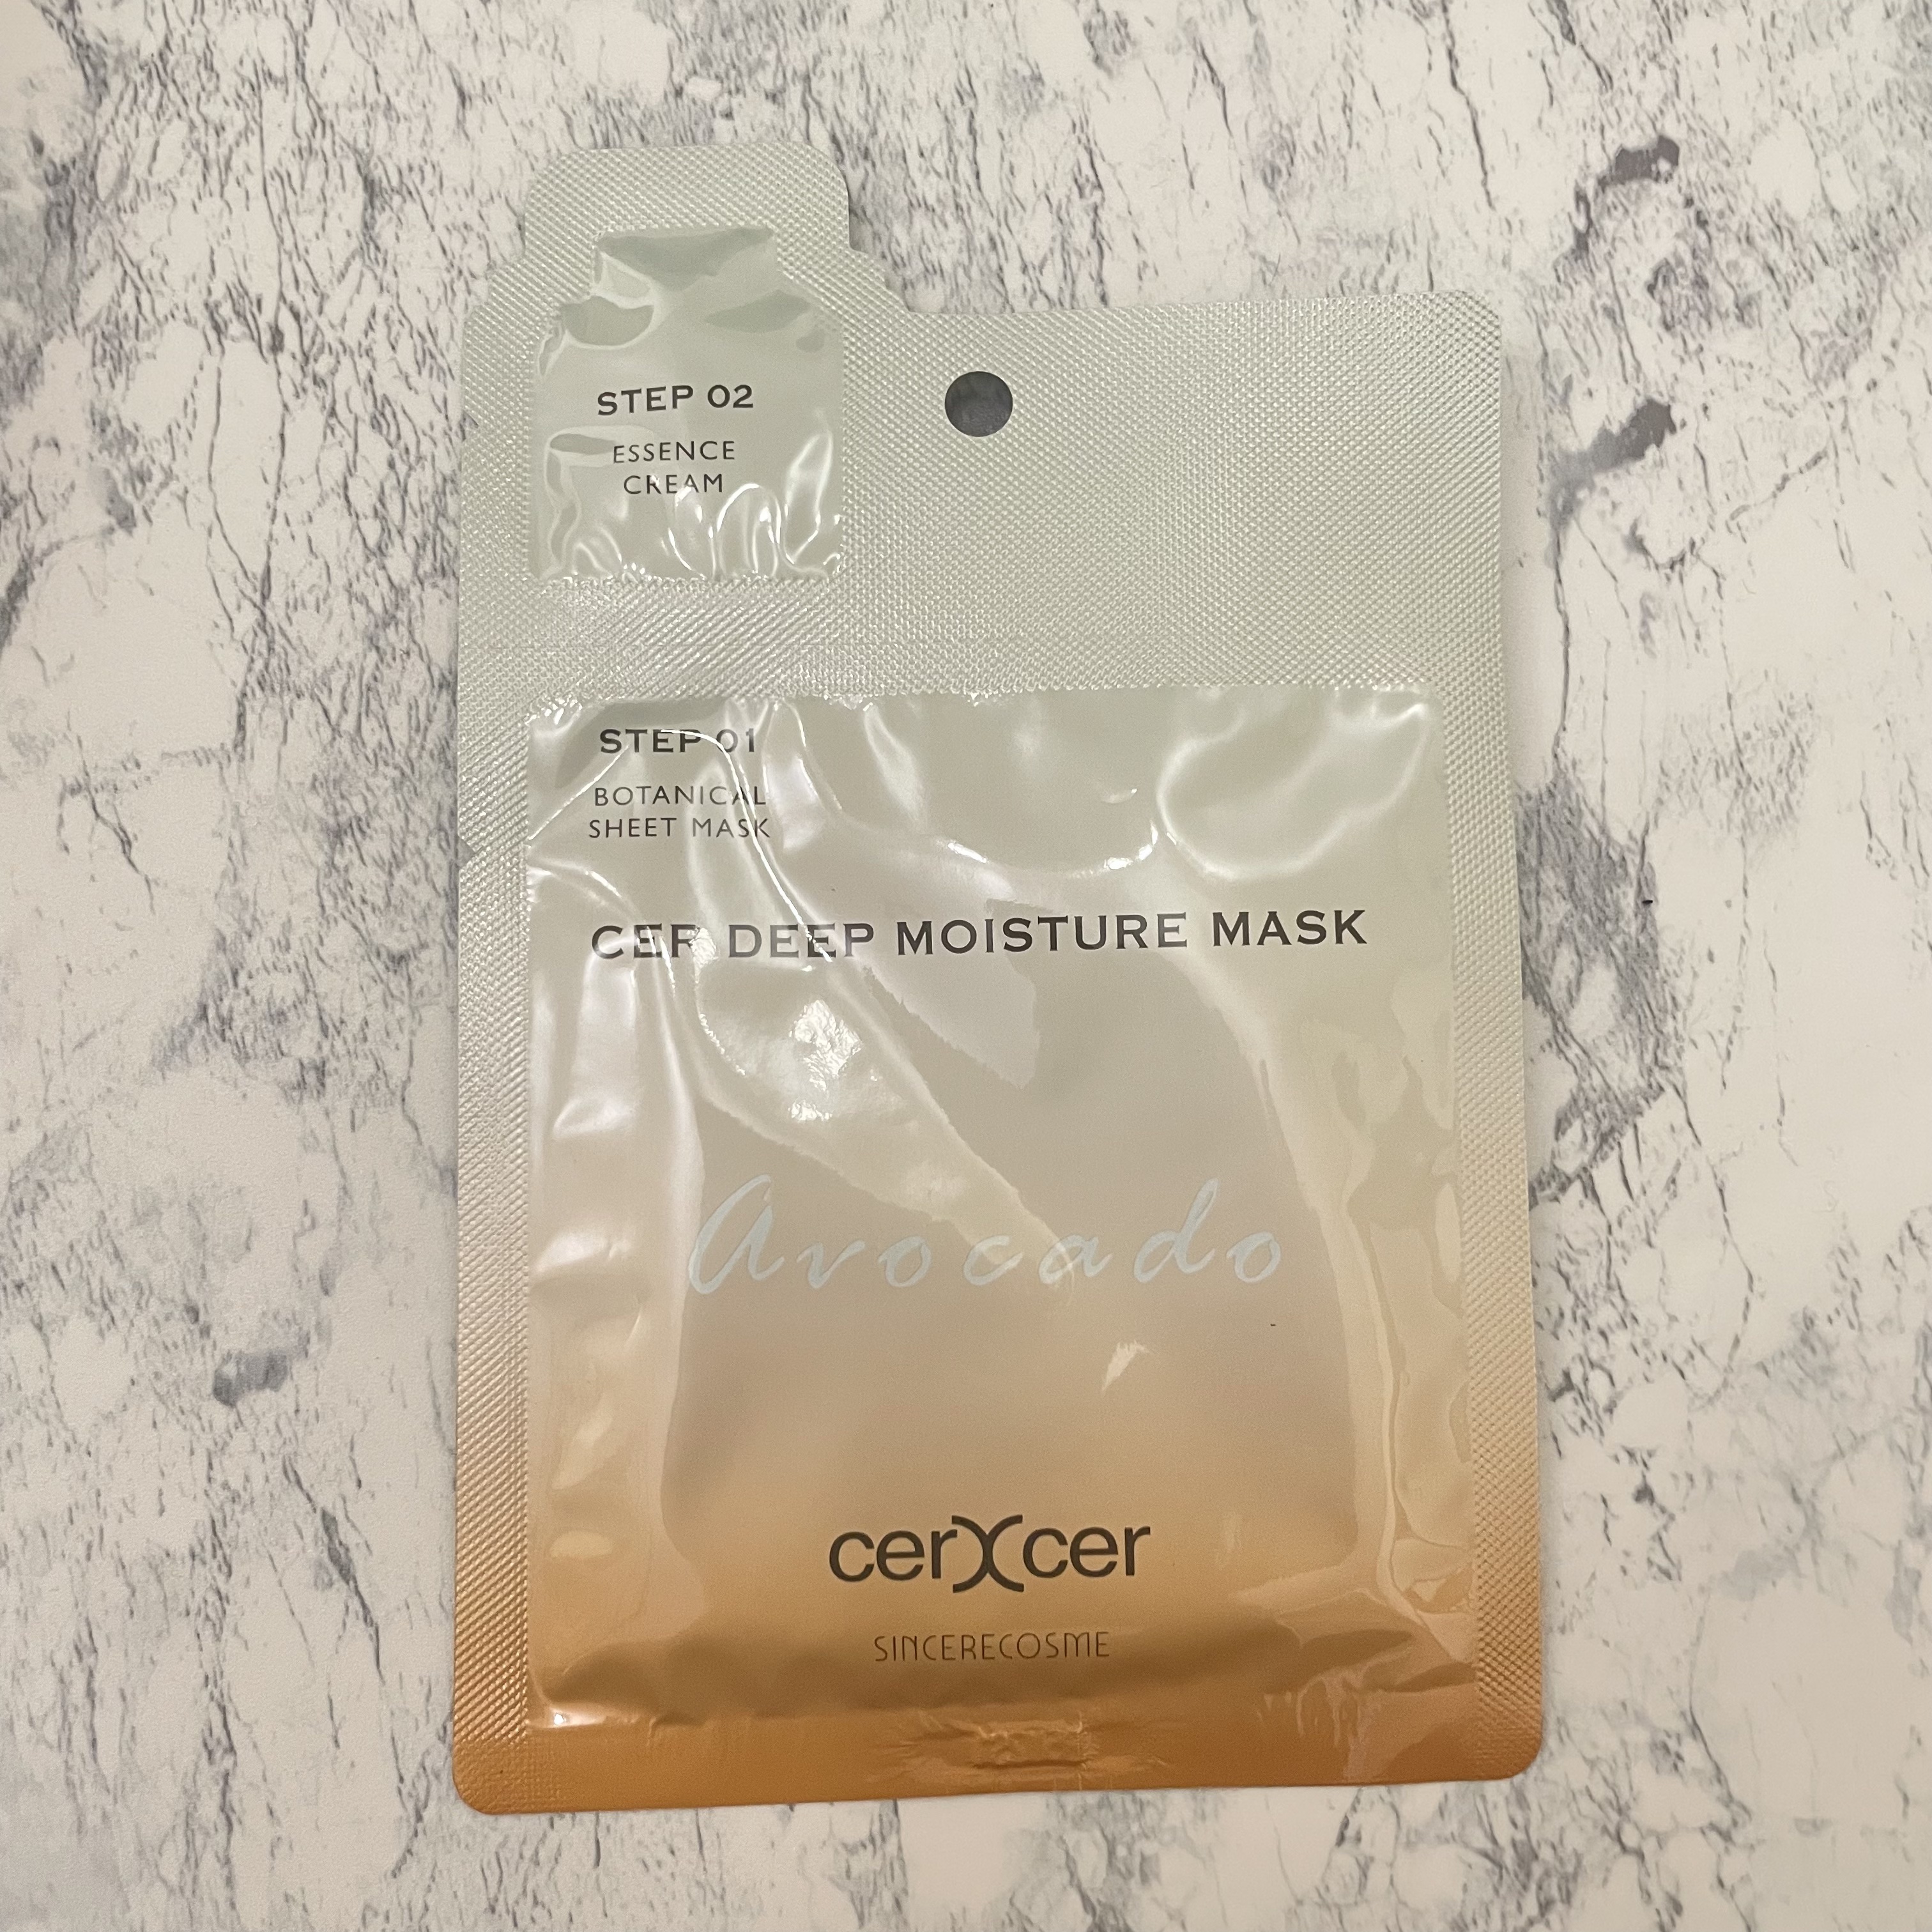 STEP 02
ESSENCE
CREAM
STEP 01
BOTANICAL
SHEET MASK
CER DEEP MOISTURE MASK
Avocado
cerXcer
SINCERECOSME